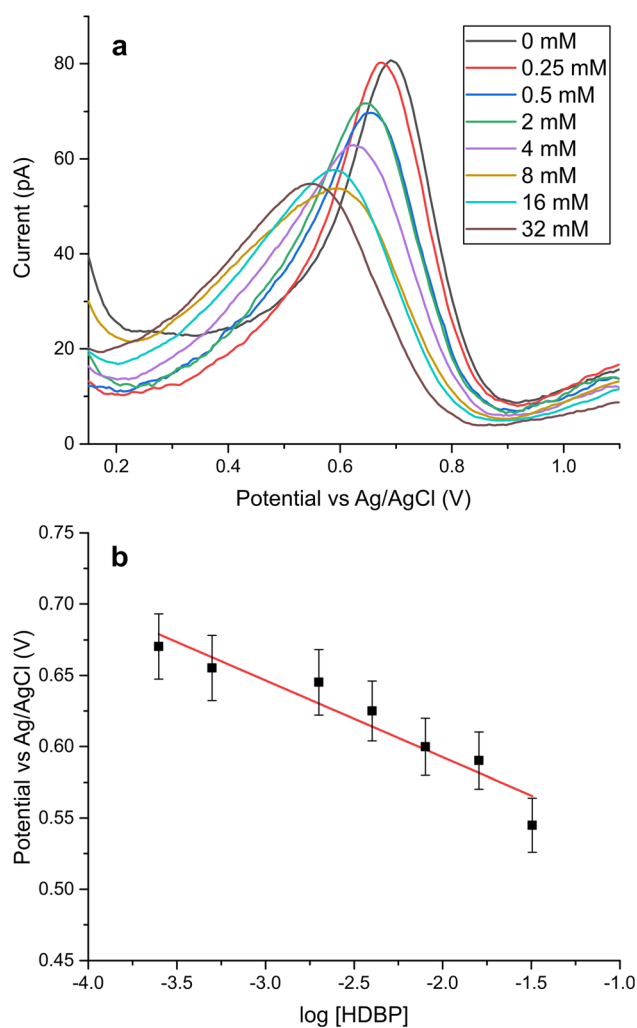 a
0 mM
0.25 mM
0.5 mM
2 mM
4 mM
8 mM
16 mM
32 mM
Current (pA)
80
60
40
20
0
0.2 0.4 0.6 0.8 1.0
Potential vs Ag/AgCl (V)
b
Potential vs Ag/AgCl (V)
0.75
0.70
0.65
0.60
0.55
0.50
0.45
-4.0 -3.5 -3.0 -2.5 -2.0 -1.5 -1.0
log [HDBP]